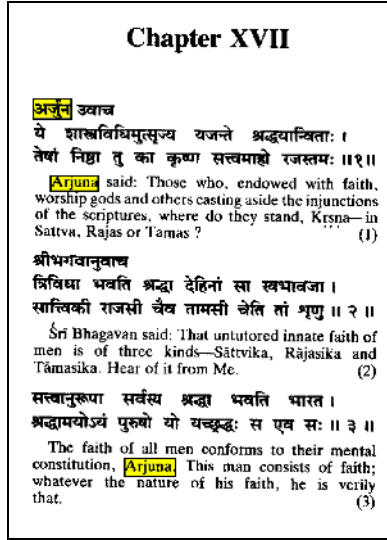 Chapter XVII
अर्जुन उवाच
ये शास्त्रविधिमुत्सृज्य यजन्ते श्रद्धयान्विताः ।
तेषां निष्ठा तु का कृष्ण सत्त्वमाहो रजस्तमः ॥१॥
Arjuna said: Those who, endowed with faith,
worship gods and others casting aside the injunctions
of the scriptures, where do they stand, Kṛṣṇa—in
Sattva, Rajas or Tamas ? (1)
श्रीभगवानुवाच
त्रिविधा भवति श्रद्धा देहिनां सा स्वभावजा ।
सात्त्विकी राजसी चैव तामसी चेति तां शृणु ॥ २ ॥
Śrī Bhagavān said: That untutored innate faith of
men is of three kinds—Sāttvika, Rājasika and
Tāmasika. Hear of it from Me. (2)
सत्त्वानुरूपा सर्वस्य श्रद्धा भवति भारत ।
श्रद्धामयोऽयं पुरुषो यो यच्छ्रद्धः स एव सः ॥ ३ ॥
The faith of all men conforms to their mental
constitution, Arjuna. This man consists of faith;
whatever the nature of his faith, he is verily
that. (3)